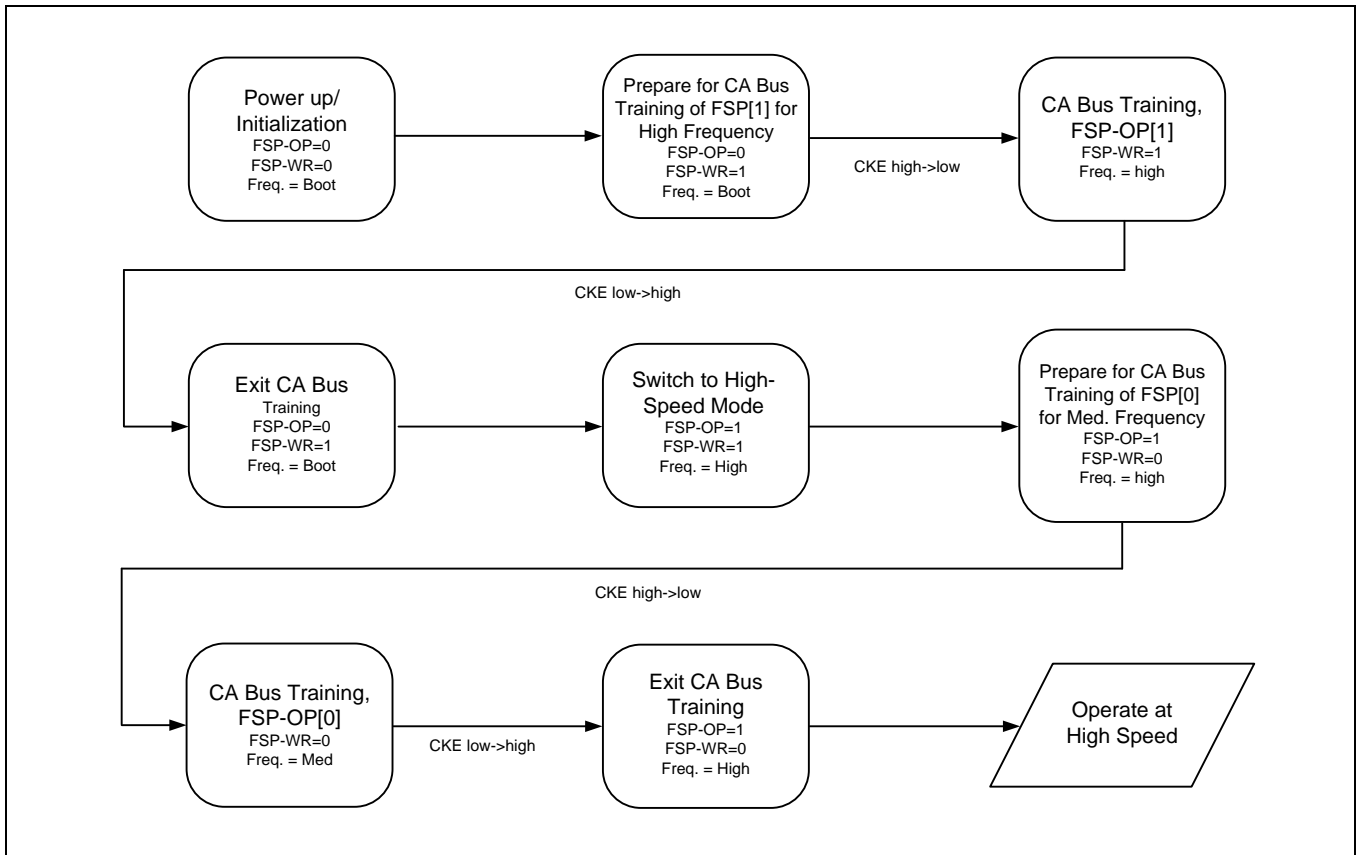 Power up/
Initialization
FSP-OP=0
FSP-WR=0
Freq. = Boot
Prepare for CA Bus
Training of FSP[1] for
High Frequency
FSP-OP=0
FSP-WR=1
Freq. = Boot
CKE high->low
CA Bus Training,
FSP-OP[1]
FSP-WR=1
Freq. = high
CKE low->high
Exit CA Bus
Training
FSP-OP=0
FSP-WR=1
Freq. = Boot
Switch to High-
Speed Mode
FSP-OP=1
FSP-WR=1
Freq. = High
Prepare for CA Bus
Training of FSP[0]
for Med. Frequency
FSP-OP=1
FSP-WR=0
Freq. = high
CKE high->low
CA Bus Training,
FSP-OP[0]
FSP-WR=0
Freq. = Med
CKE low->high
Exit CA Bus
Training
FSP-OP=1
FSP-WR=0
Freq. = High
Operate at
High Speed